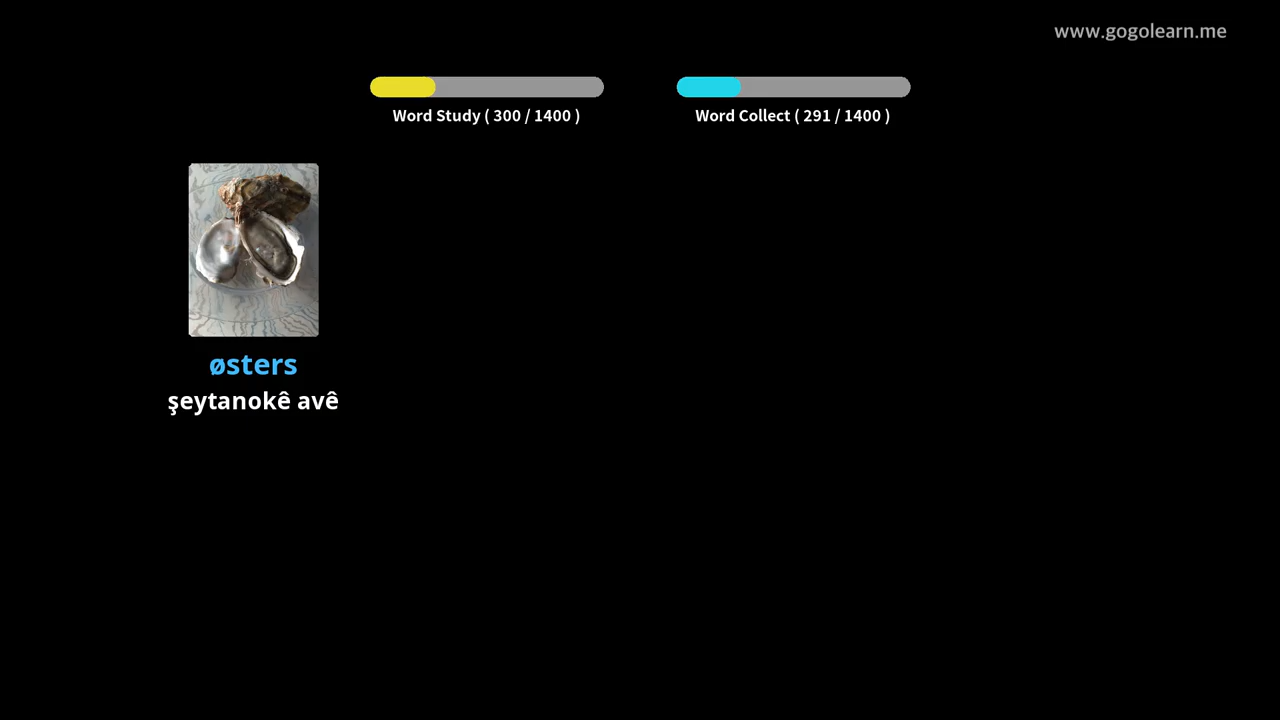 www.gogolearn.me
Word Study ( 300 / 1400 )
Word Collect ( 291 / 1400 )
østers
şeytanokê avê